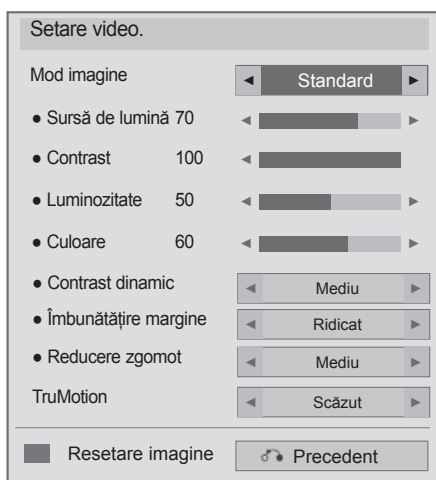 Setare video.
Mod imagine ◄ Standard ►
● Sursă de lumină 70 ◄ ►
● Contrast 100 ◄
● Luminozitate 50 ◄ ►
● Culoare 60 ◄ ►
● Contrast dinamic ◄ Mediu ►
● Îmbunătăţire margine ◄ Ridicat ►
● Reducere zgomot ◄ Mediu ►
TruMotion ◄ Scăzut ►
Resetare imagine Precedent